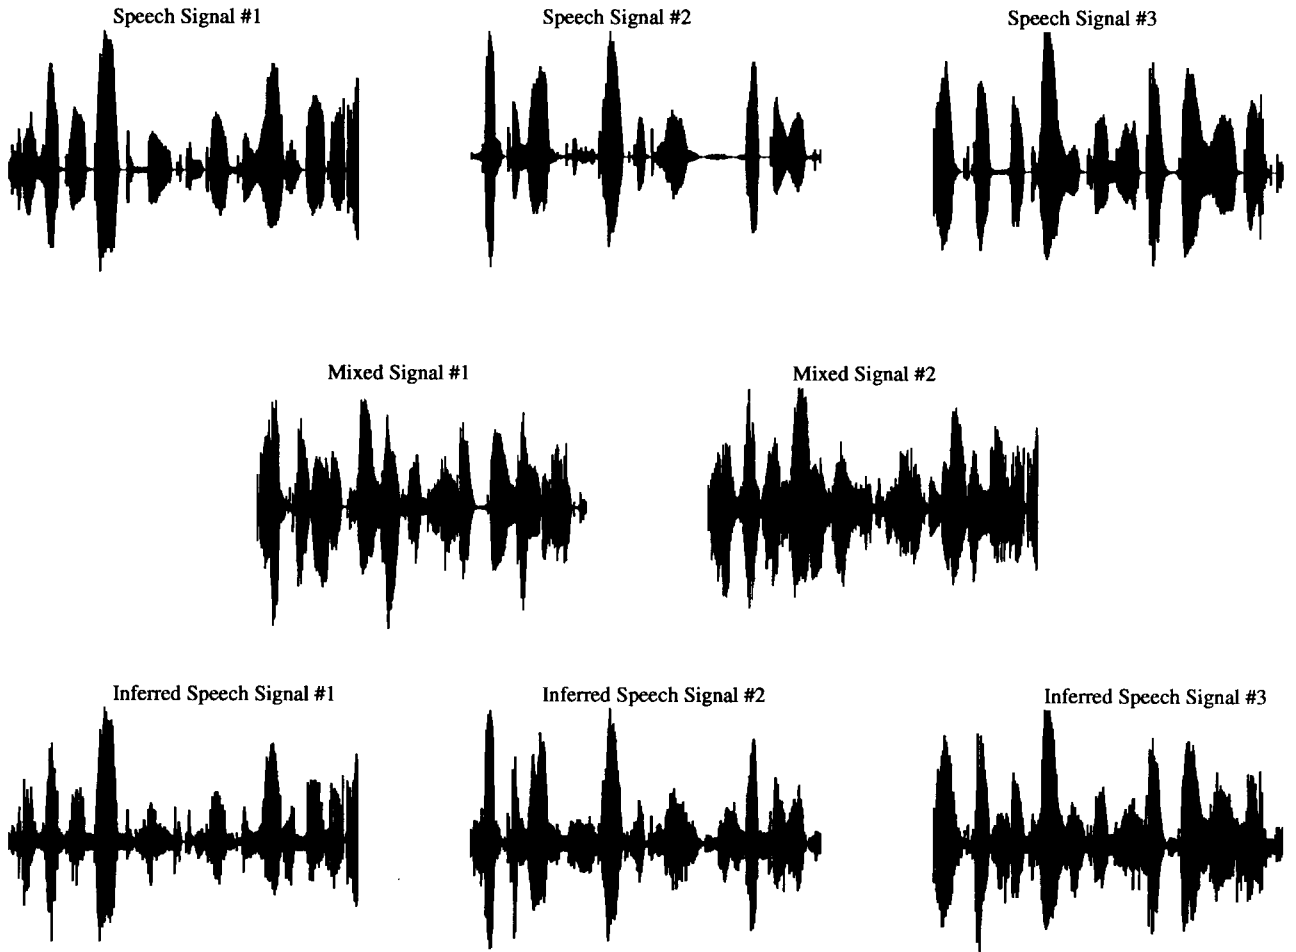 Speech Signal #1
Speech Signal #2
Speech Signal #3
Mixed Signal #1
Mixed Signal #2
Inferred Speech Signal #1
Inferred Speech Signal #2
Inferred Speech Signal #3